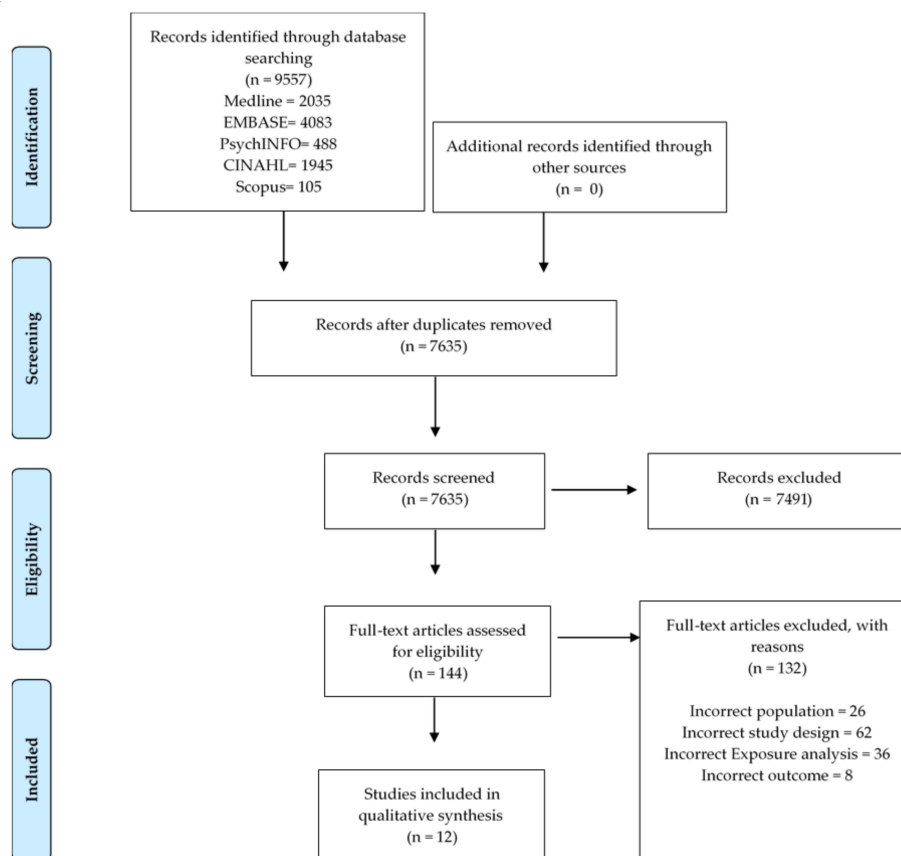 Identification
Records identified through database
searching
(n = 9557)
Medline = 2035
EMBASE= 4083
PsychINFO= 488
CINAHL= 1945
Scopus= 105
Additional records identified through
other sources
(n = 0)
Screening
Records after duplicates removed
(n = 7635)
Records screened
(n = 7635)
Records excluded
(n = 7491)
Eligibility
Full-text articles assessed
for eligibility
(n = 144)
Full-text articles excluded, with
reasons
(n = 132)
Incorrect population = 26
Incorrect study design = 62
Incorrect Exposure analysis = 36
Incorrect outcome = 8
Included
Studies included in
qualitative synthesis
(n = 12)